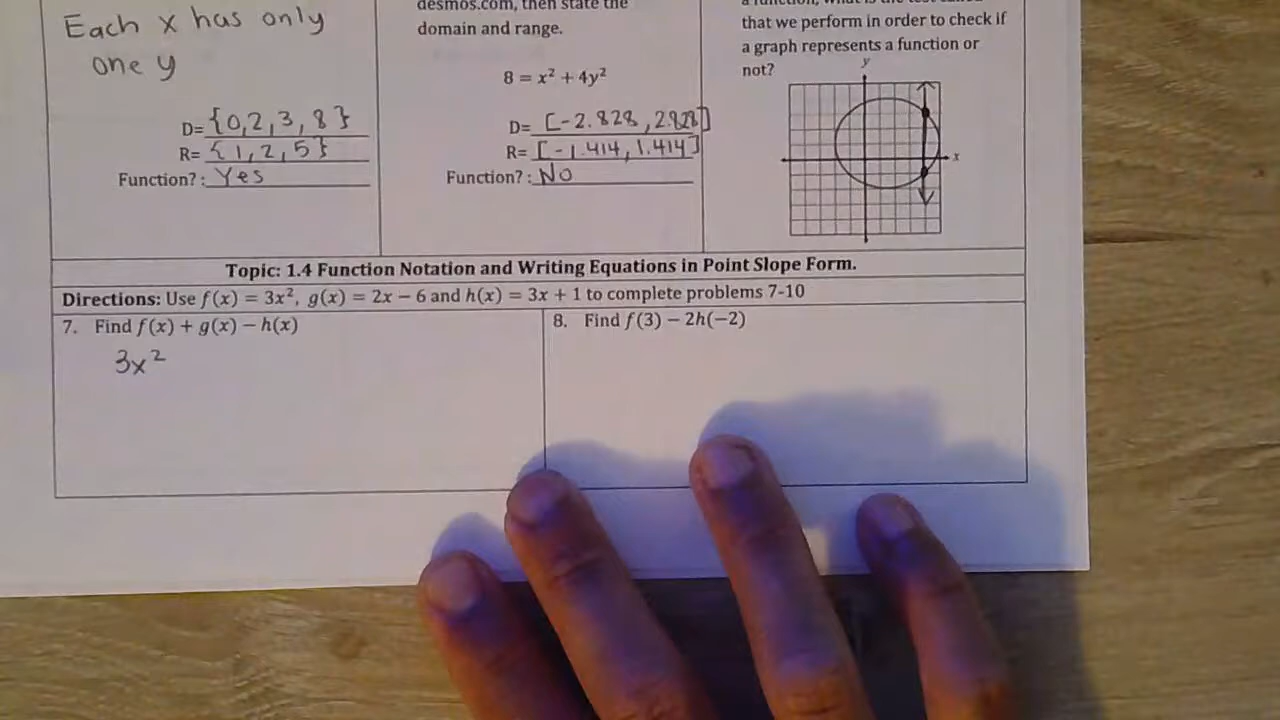 Each x has only
one y
D= {0,2,3,8}
R= {1,2,5}
Function? : Yes
desmos.com, then state the
domain and range.
8 = x² + 4y²
D= [-2.828, 2.828]
R= [-1.414, 1.414]
Function? : No
that we perform in order to check if
a graph represents a function or
not?
y
x
Topic: 1.4 Function Notation and Writing Equations in Point Slope Form.
Directions: Use f(x) = 3x², g(x) = 2x − 6 and h(x) = 3x + 1 to complete problems 7-10
7. Find f(x) + g(x) − h(x)
3x²
8. Find f(3) − 2h(−2)